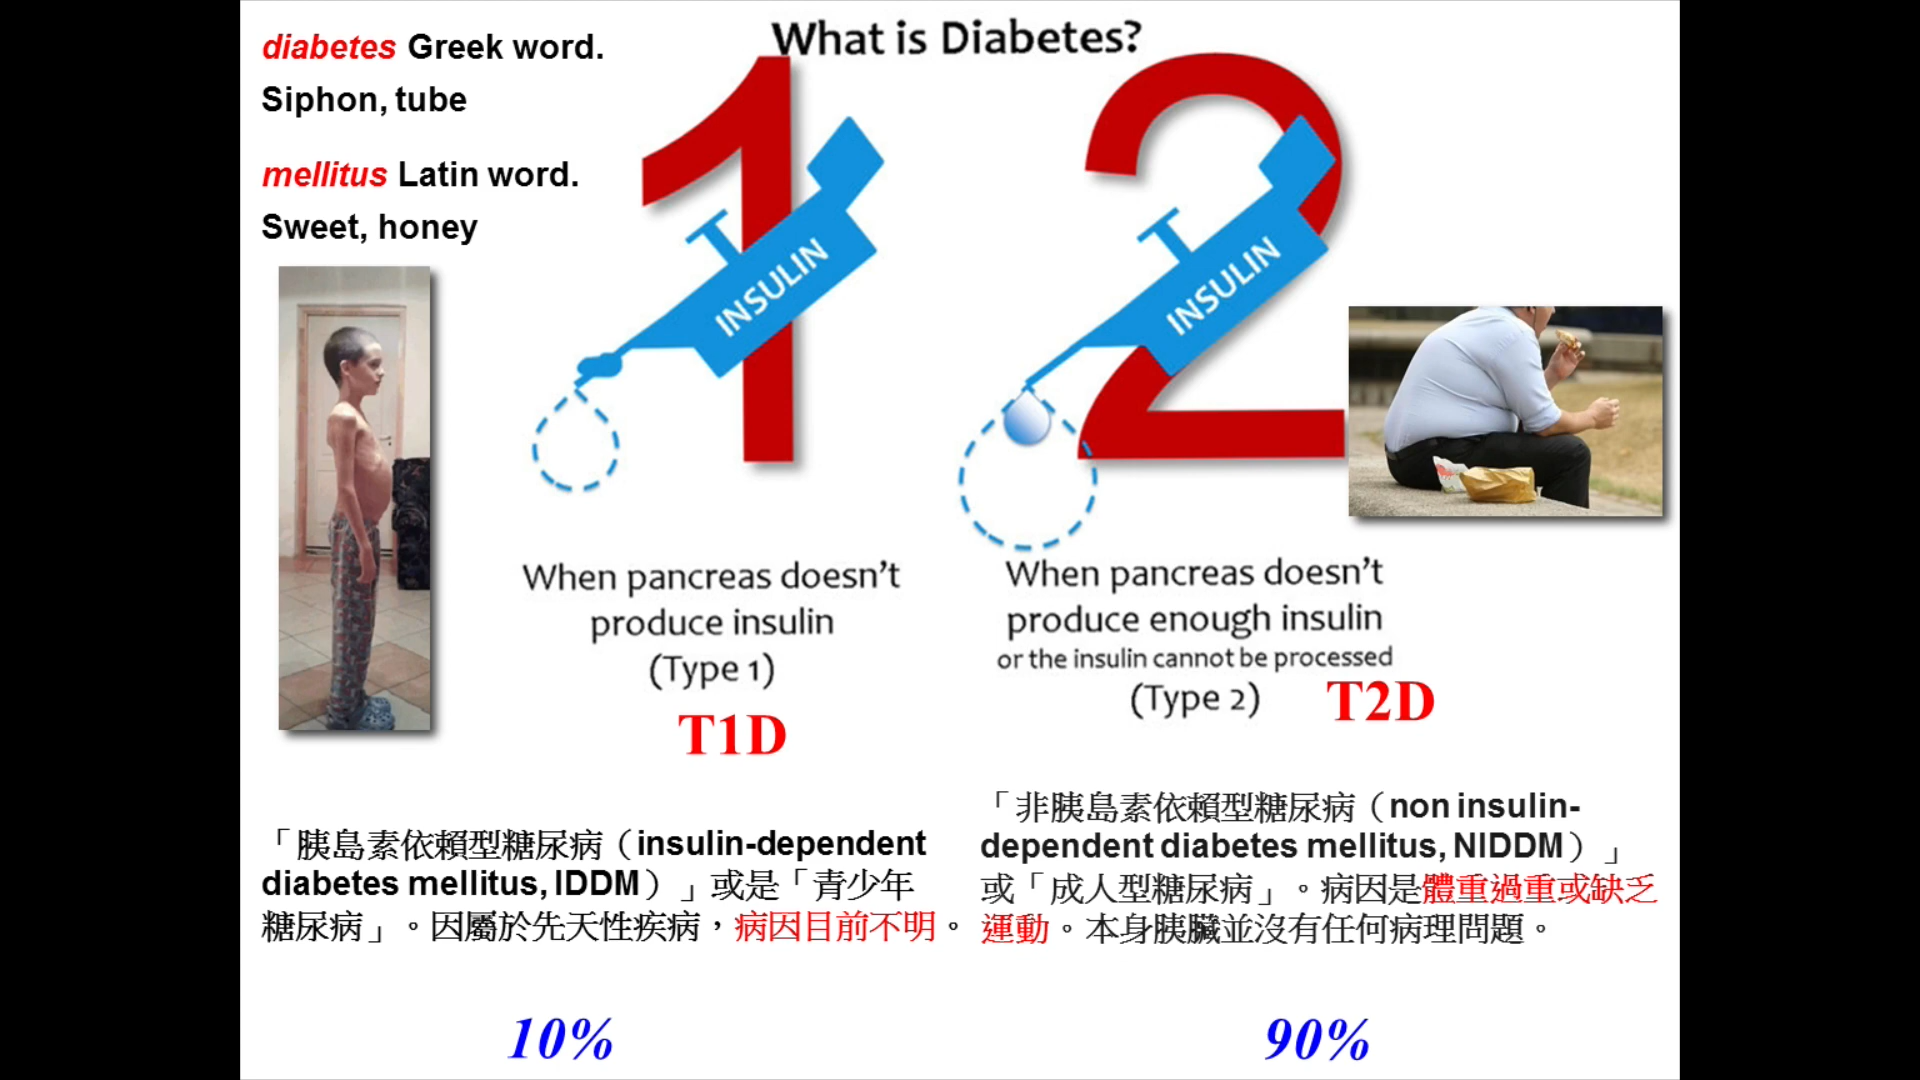 What is Diabetes?
diabetes Greek word.
Siphon, tube
mellitus Latin word.
Sweet, honey
1
INSULIN
2
INSULIN
When pancreas doesn't
produce insulin
(Type 1)
T1D
When pancreas doesn't
produce enough insulin
or the insulin cannot be processed
(Type 2)
T2D
「胰島素依賴型糖尿病（insulin-dependent
diabetes mellitus, IDDM）」或是「青少年
糖尿病」。因屬於先天性疾病，病因目前不明。
「非胰島素依賴型糖尿病（non insulin-
dependent diabetes mellitus, NIDDM）」
或「成人型糖尿病」。病因是體重過重或缺乏
運動。本身胰臟並沒有任何病理問題。
10%
90%